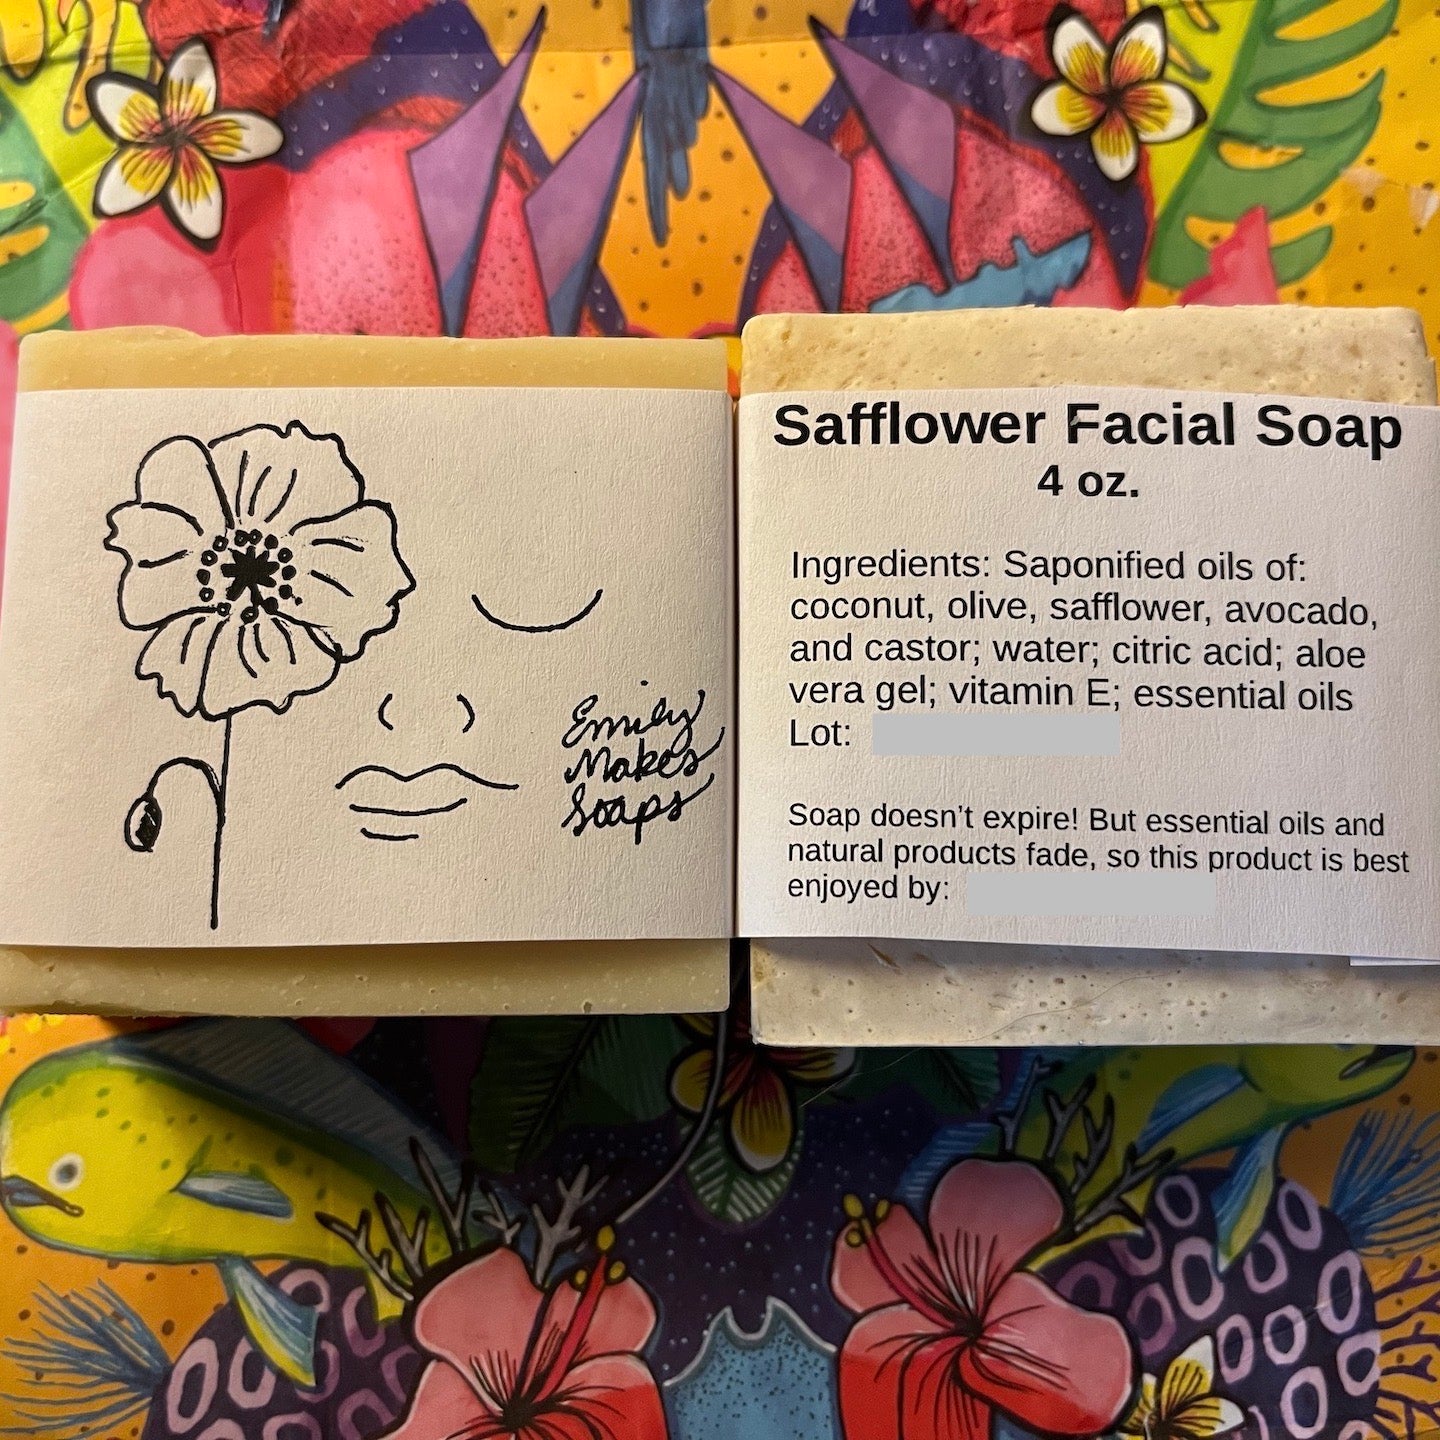 Emily
Makes
Soaps
Safflower Facial Soap
4 oz.
Ingredients: Saponified oils of:
coconut, olive, safflower, avocado,
and castor; water; citric acid; aloe
vera gel; vitamin E; essential oils
Lot:
Soap doesn't expire! But essential oils and
natural products fade, so this product is best
enjoyed by: